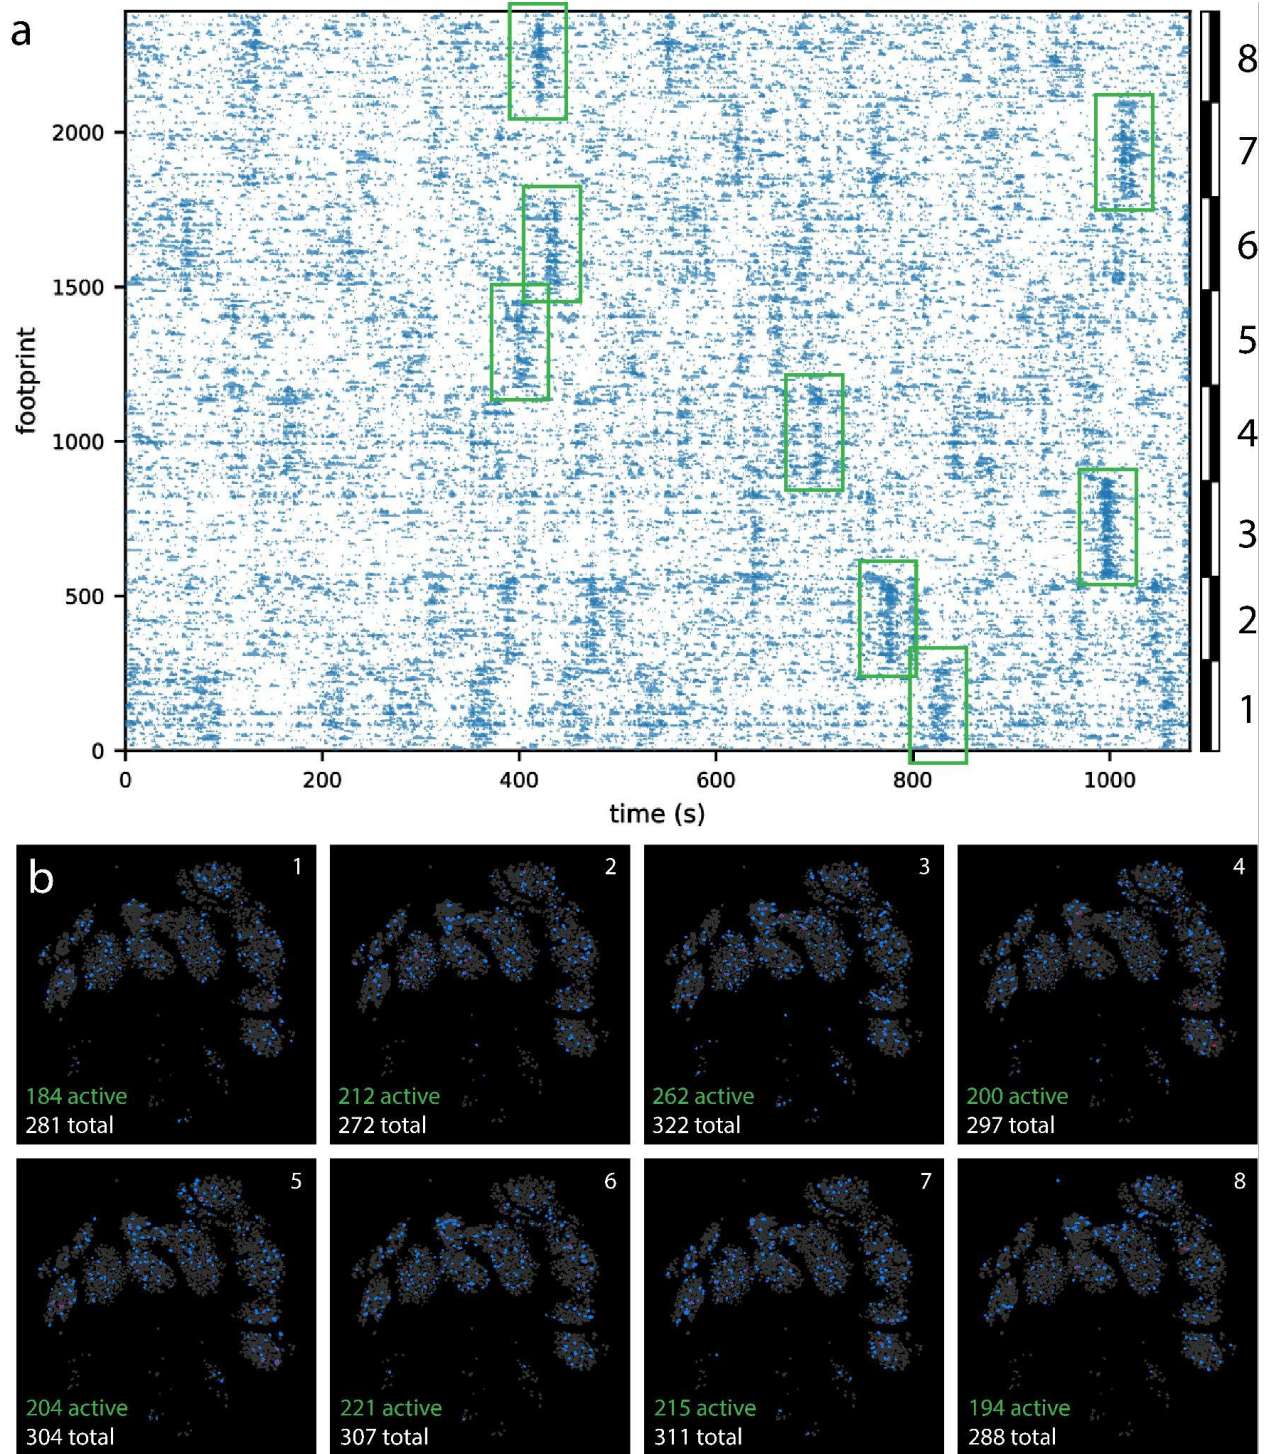 a
8
7
6
5
4
3
2
1
2000
1500
1000
500
0
footprint
0 200 400 600 800 1000
time (s)
b
1
184 active
281 total
2
212 active
272 total
3
262 active
322 total
4
200 active
297 total
5
204 active
304 total
6
221 active
307 total
7
215 active
311 total
8
194 active
288 total